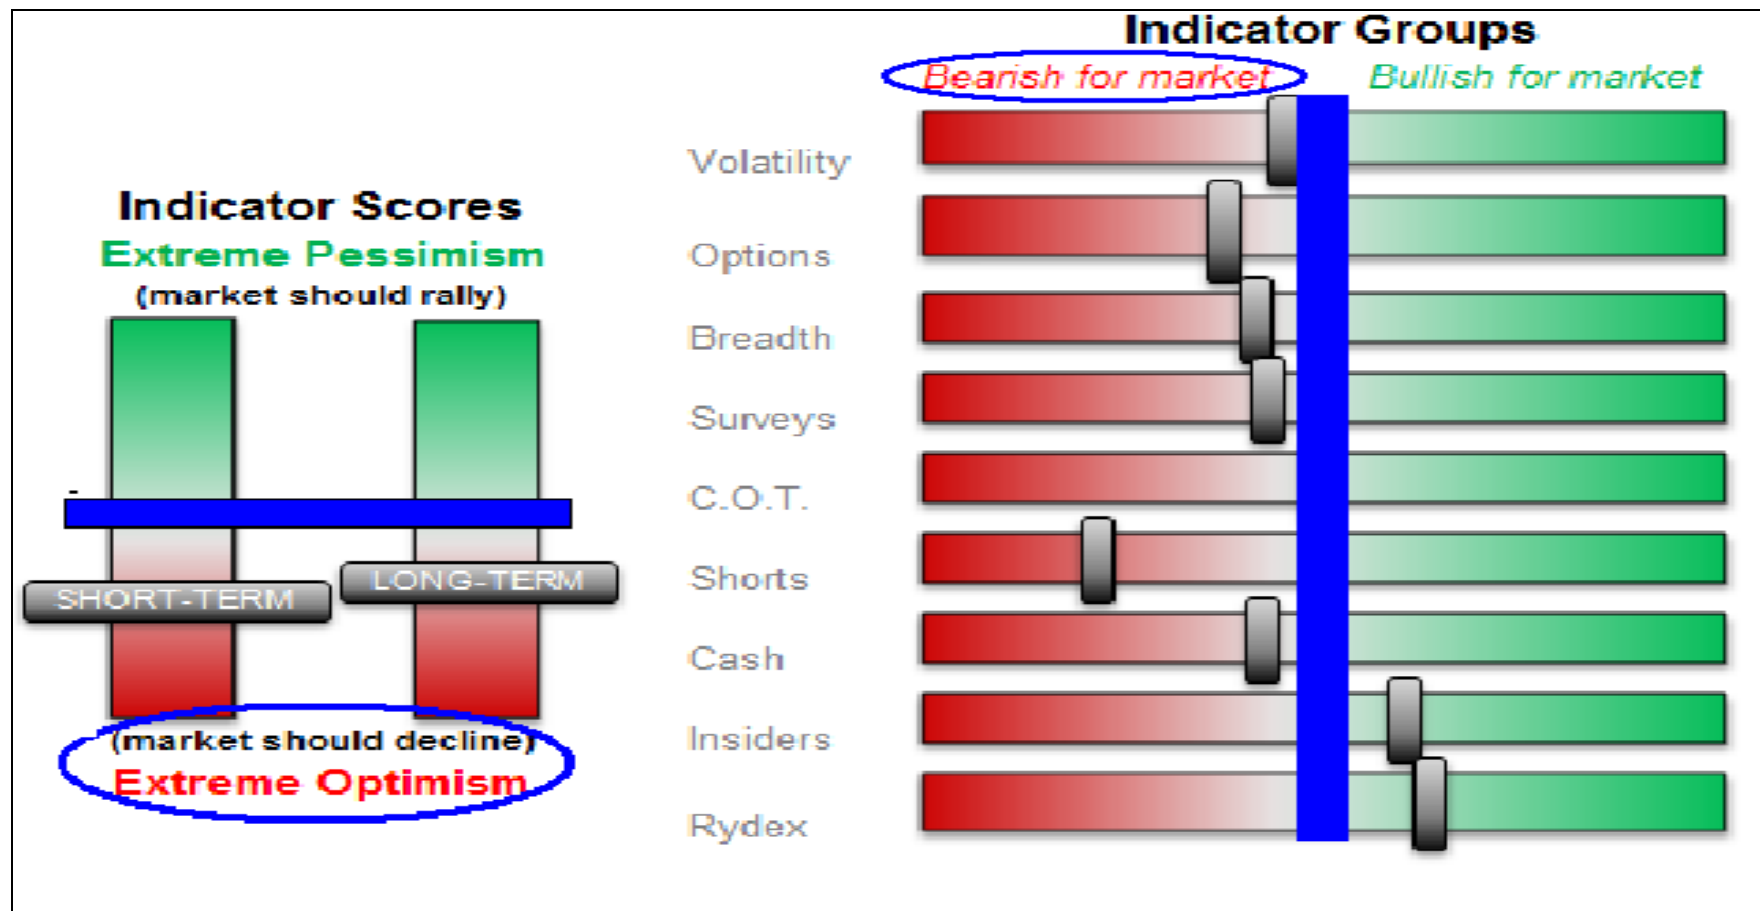 Indicator Groups
Bearish for market
Bullish for market
Volatility
Options
Breadth
Surveys
C.O.T.
Shorts
Cash
Insiders
Rydex
Indicator Scores
Extreme Pessimism
(market should rally)
SHORT-TERM
LONG-TERM
(market should decline)
Extreme Optimism